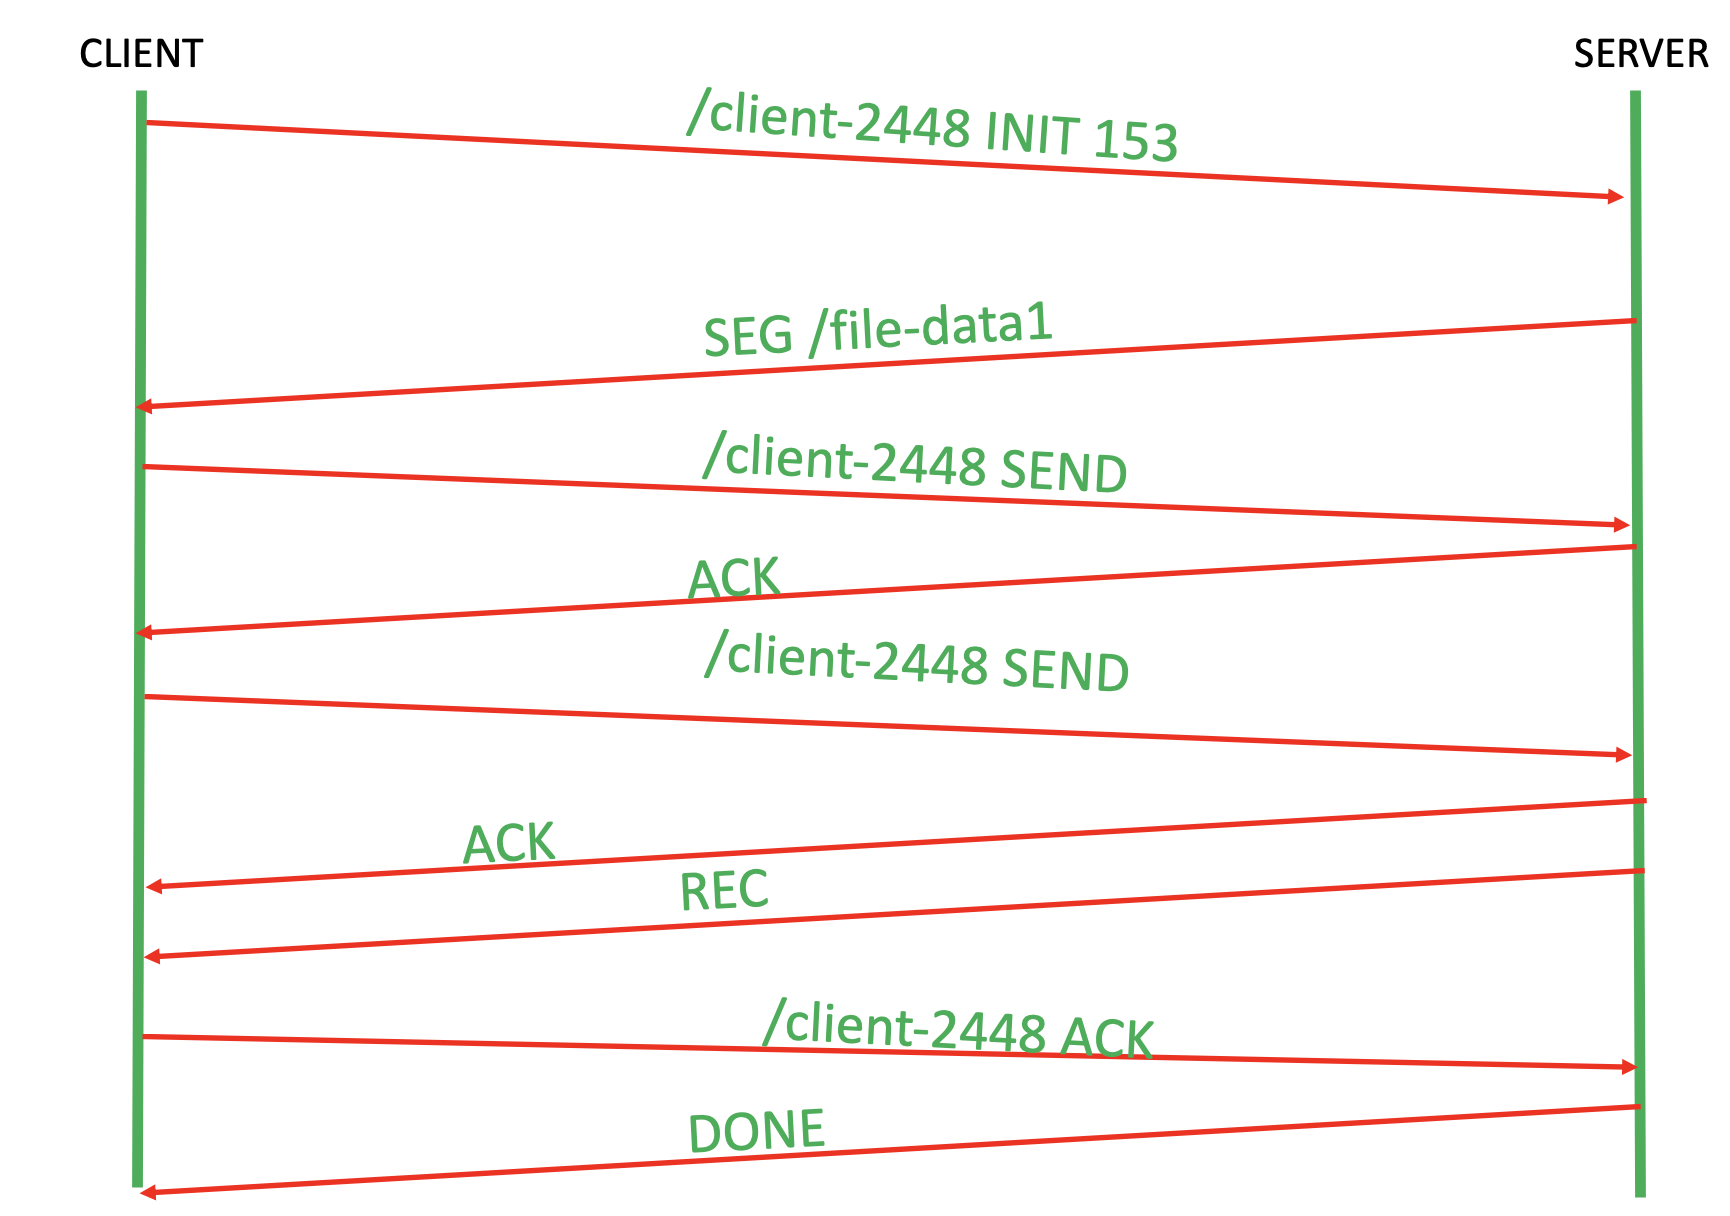 CLIENT
SERVER
/client-2448 INIT 153
SEG /file-data1
/client-2448 SEND
ACK
/client-2448 SEND
ACK
REC
/client-2448 ACK
DONE